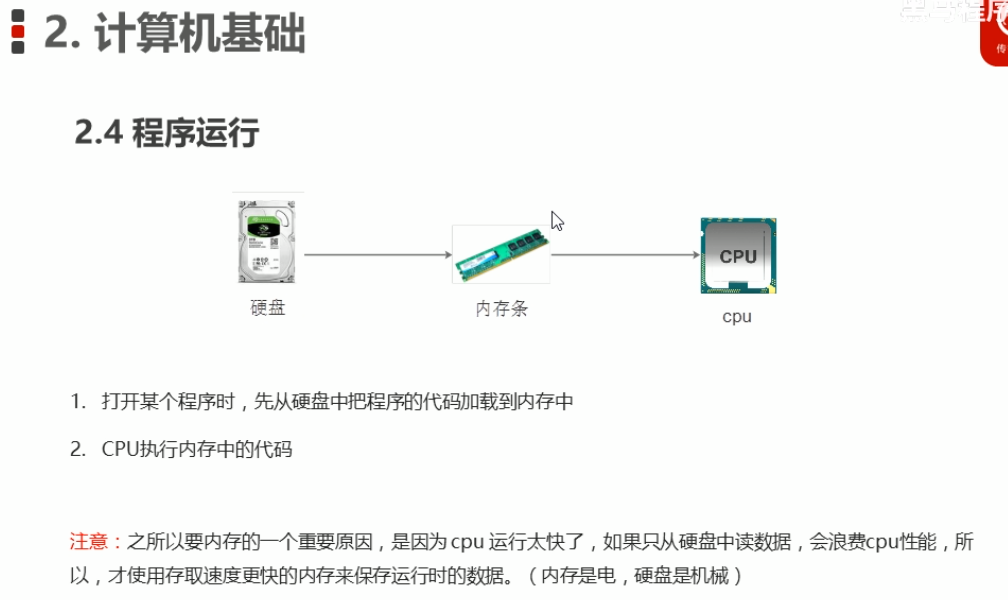 2. 计算机基础
2.4 程序运行
CPU
硬盘
内存条
cpu
1. 打开某个程序时，先从硬盘中把程序的代码加载到内存中
2. CPU执行内存中的代码
注意：之所以要内存的一个重要原因，是因为 cpu 运行太快了，如果只从硬盘中读数据，会浪费cpu性能，所
以，才使用存取速度更快的内存来保存运行时的数据。（内存是电，硬盘是机械）